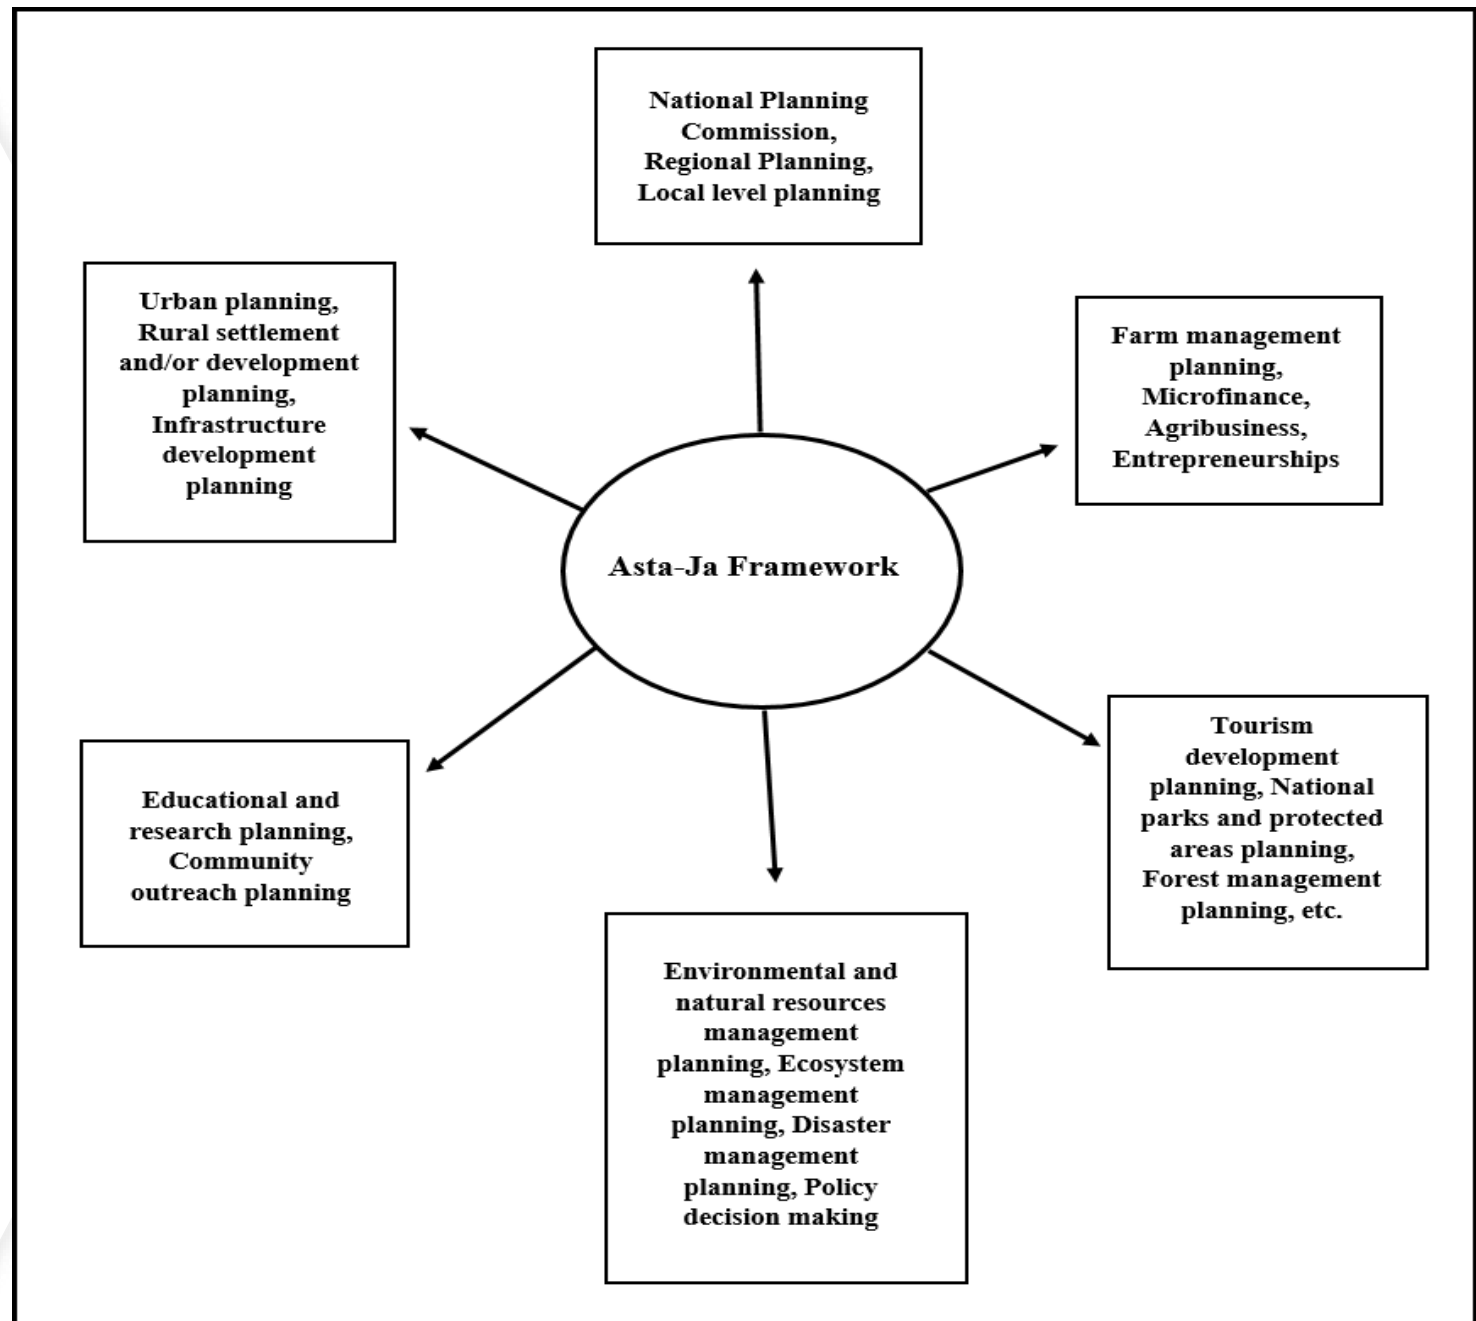 National Planning
Commission,
Regional Planning,
Local level planning
Urban planning,
Rural settlement
and/or development
planning,
Infrastructure
development
planning
Farm management
planning,
Microfinance,
Agribusiness,
Entrepreneurships
Asta-Ja Framework
Educational and
research planning,
Community
outreach planning
Tourism
development
planning, National
parks and protected
areas planning,
Forest management
planning, etc.
Environmental and
natural resources
management
planning, Ecosystem
management
planning, Disaster
management
planning, Policy
decision making